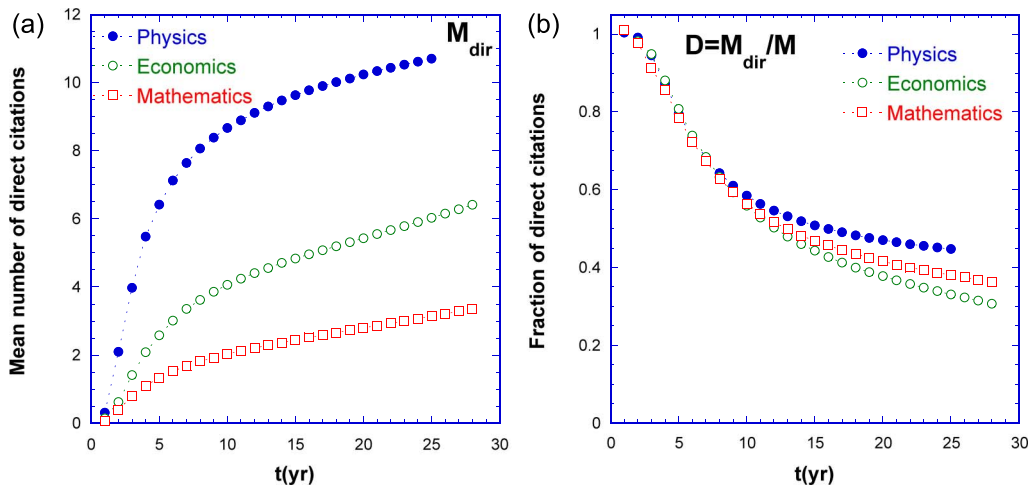 (a)
M_dir
Physics
Economics
Mathematics
Mean number of direct citations
12
10
8
6
4
2
0
0 5 10 15 20 25 30
t(yr)
(b)
D=M_dir/M
Physics
Economics
Mathematics
Fraction of direct citations
1
0.8
0.6
0.4
0.2
0
0 5 10 15 20 25 30
t(yr)